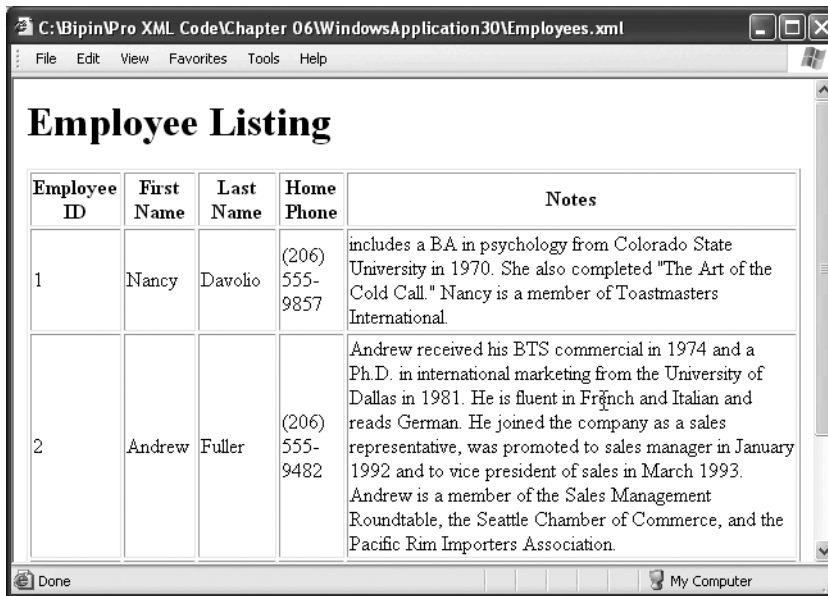 C:\Bipin\Pro XML Code\Chapter 06\WindowsApplication30\Employees.xml
File Edit View Favorites Tools Help
Employee Listing
Employee ID
First Name
Last Name
Home Phone
Notes
1
Nancy
Davolio
(206) 555-9857
includes a BA in psychology from Colorado State
University in 1970. She also completed "The Art of the
Cold Call." Nancy is a member of Toastmasters
International.
2
Andrew
Fuller
(206) 555-9482
Andrew received his BTS commercial in 1974 and a
Ph.D. in international marketing from the University of
Dallas in 1981. He is fluent in French and Italian and
reads German. He joined the company as a sales
representative, was promoted to sales manager in January
1992 and to vice president of sales in March 1993.
Andrew is a member of the Sales Management
Roundtable, the Seattle Chamber of Commerce, and the
Pacific Rim Importers Association.
Done
My Computer